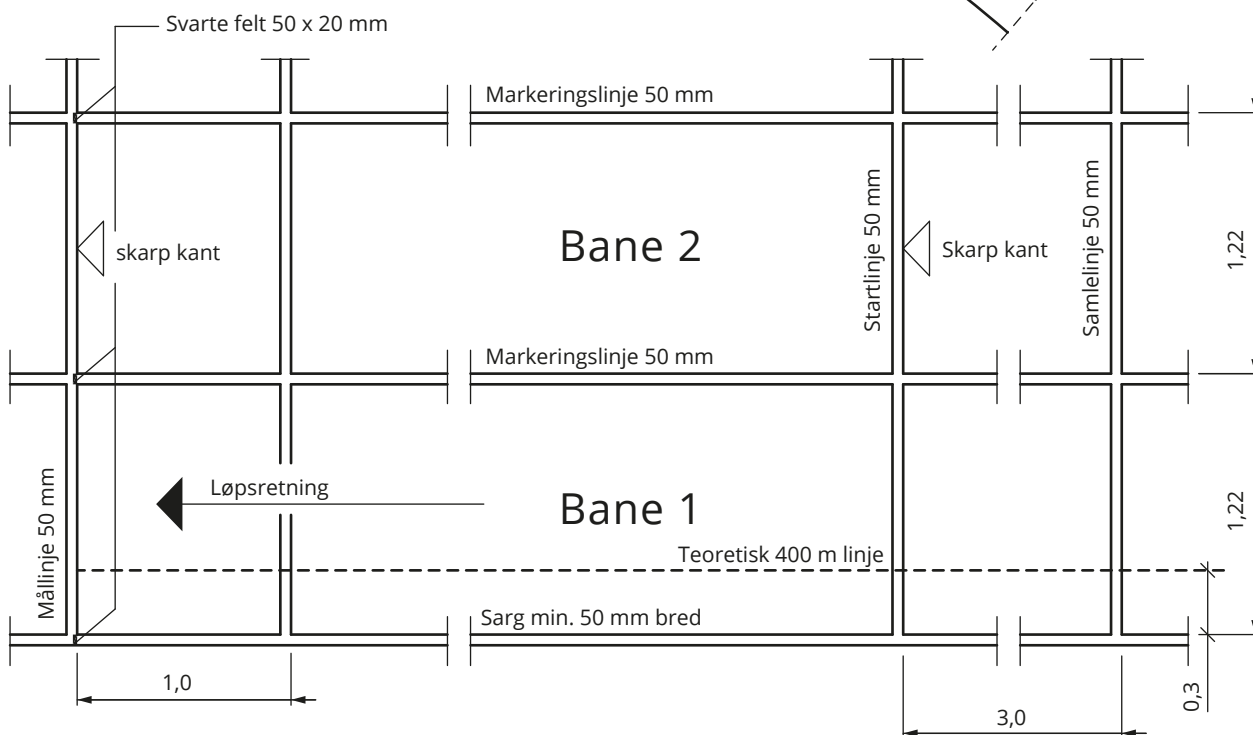 Svarte felt 50 x 20 mm
Markeringslinje 50 mm
skarp kant
Bane 2
Startlinje 50 mm
Skarp kant
Samlelinje 50 mm
1,22
Markeringslinje 50 mm
Mållinje 50 mm
Løpsretning
Bane 1
1,22
Teoretisk 400 m linje
Sarg min. 50 mm bred
1,0
3,0
0,3